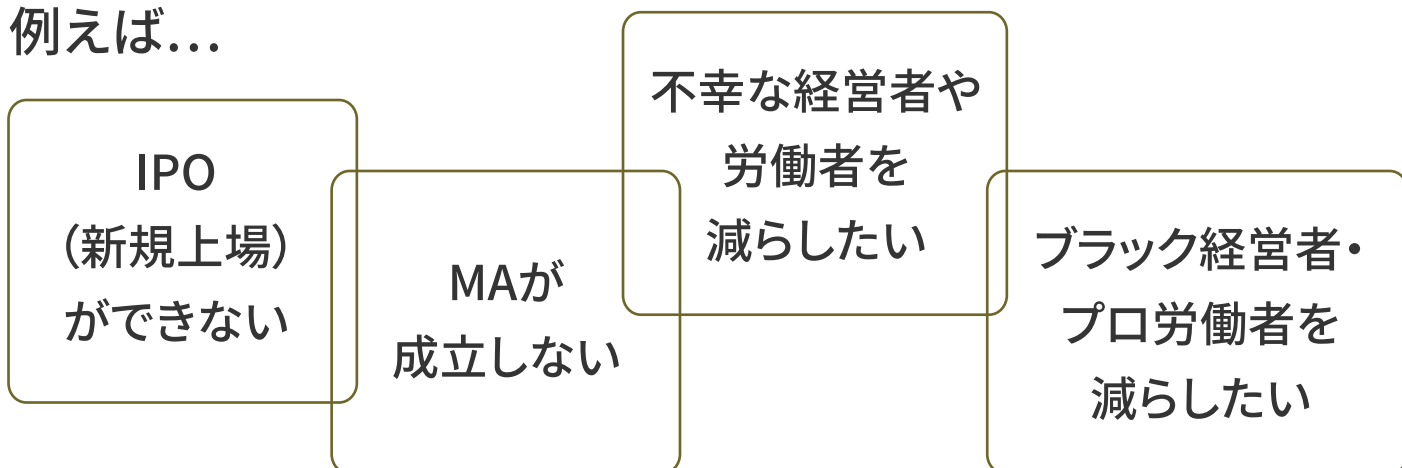 例えば…
IPO
（新規上場）
ができない
MAが
成立しない
不幸な経営者や
労働者を
減らしたい
ブラック経営者・
プロ労働者を
減らしたい